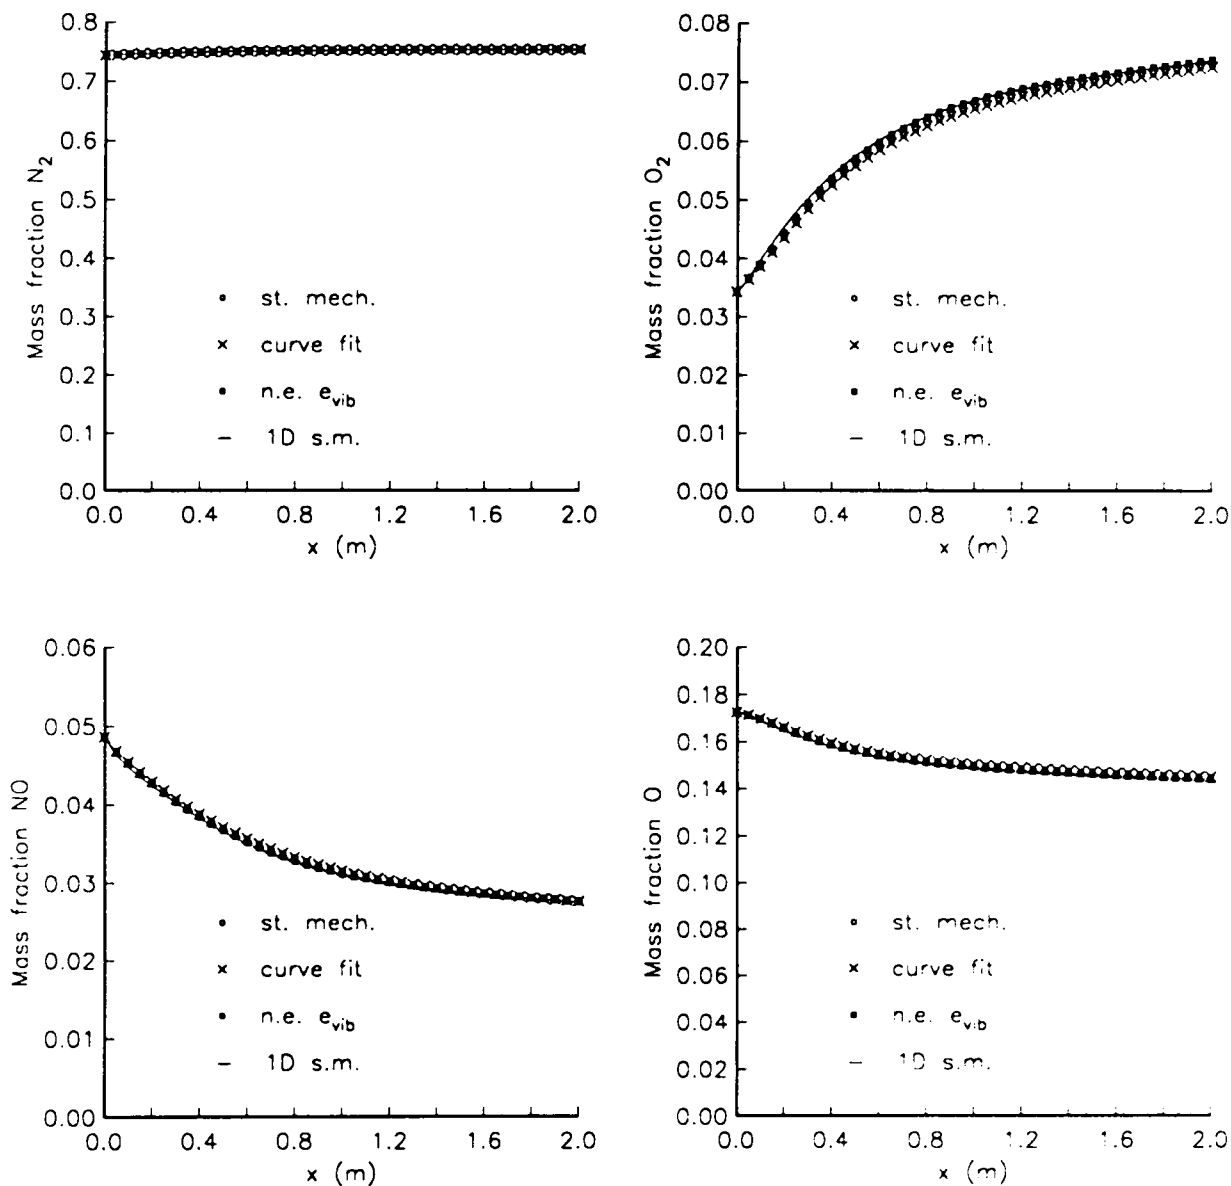 Mass fraction N2
0.8
0.7
0.6
0.5
0.4
0.3
0.2
0.1
0.0
st. mech.
curve fit
n.e. evib
1D s.m.
0.0 0.4 0.8 1.2 1.6 2.0
x (m)
Mass fraction O2
0.08
0.07
0.06
0.05
0.04
0.03
0.02
0.01
0.00
st. mech.
curve fit
n.e. evib
1D s.m.
0.0 0.4 0.8 1.2 1.6 2.0
x (m)
Mass fraction NO
0.06
0.05
0.04
0.03
0.02
0.01
0.00
st. mech.
curve fit
n.e. evib
1D s.m.
0.0 0.4 0.8 1.2 1.6 2.0
x (m)
Mass fraction O
0.20
0.18
0.16
0.14
0.12
0.10
0.08
0.06
0.04
0.02
0.00
st. mech.
curve fit
n.e. evib
1D s.m.
0.0 0.4 0.8 1.2 1.6 2.0
x (m)